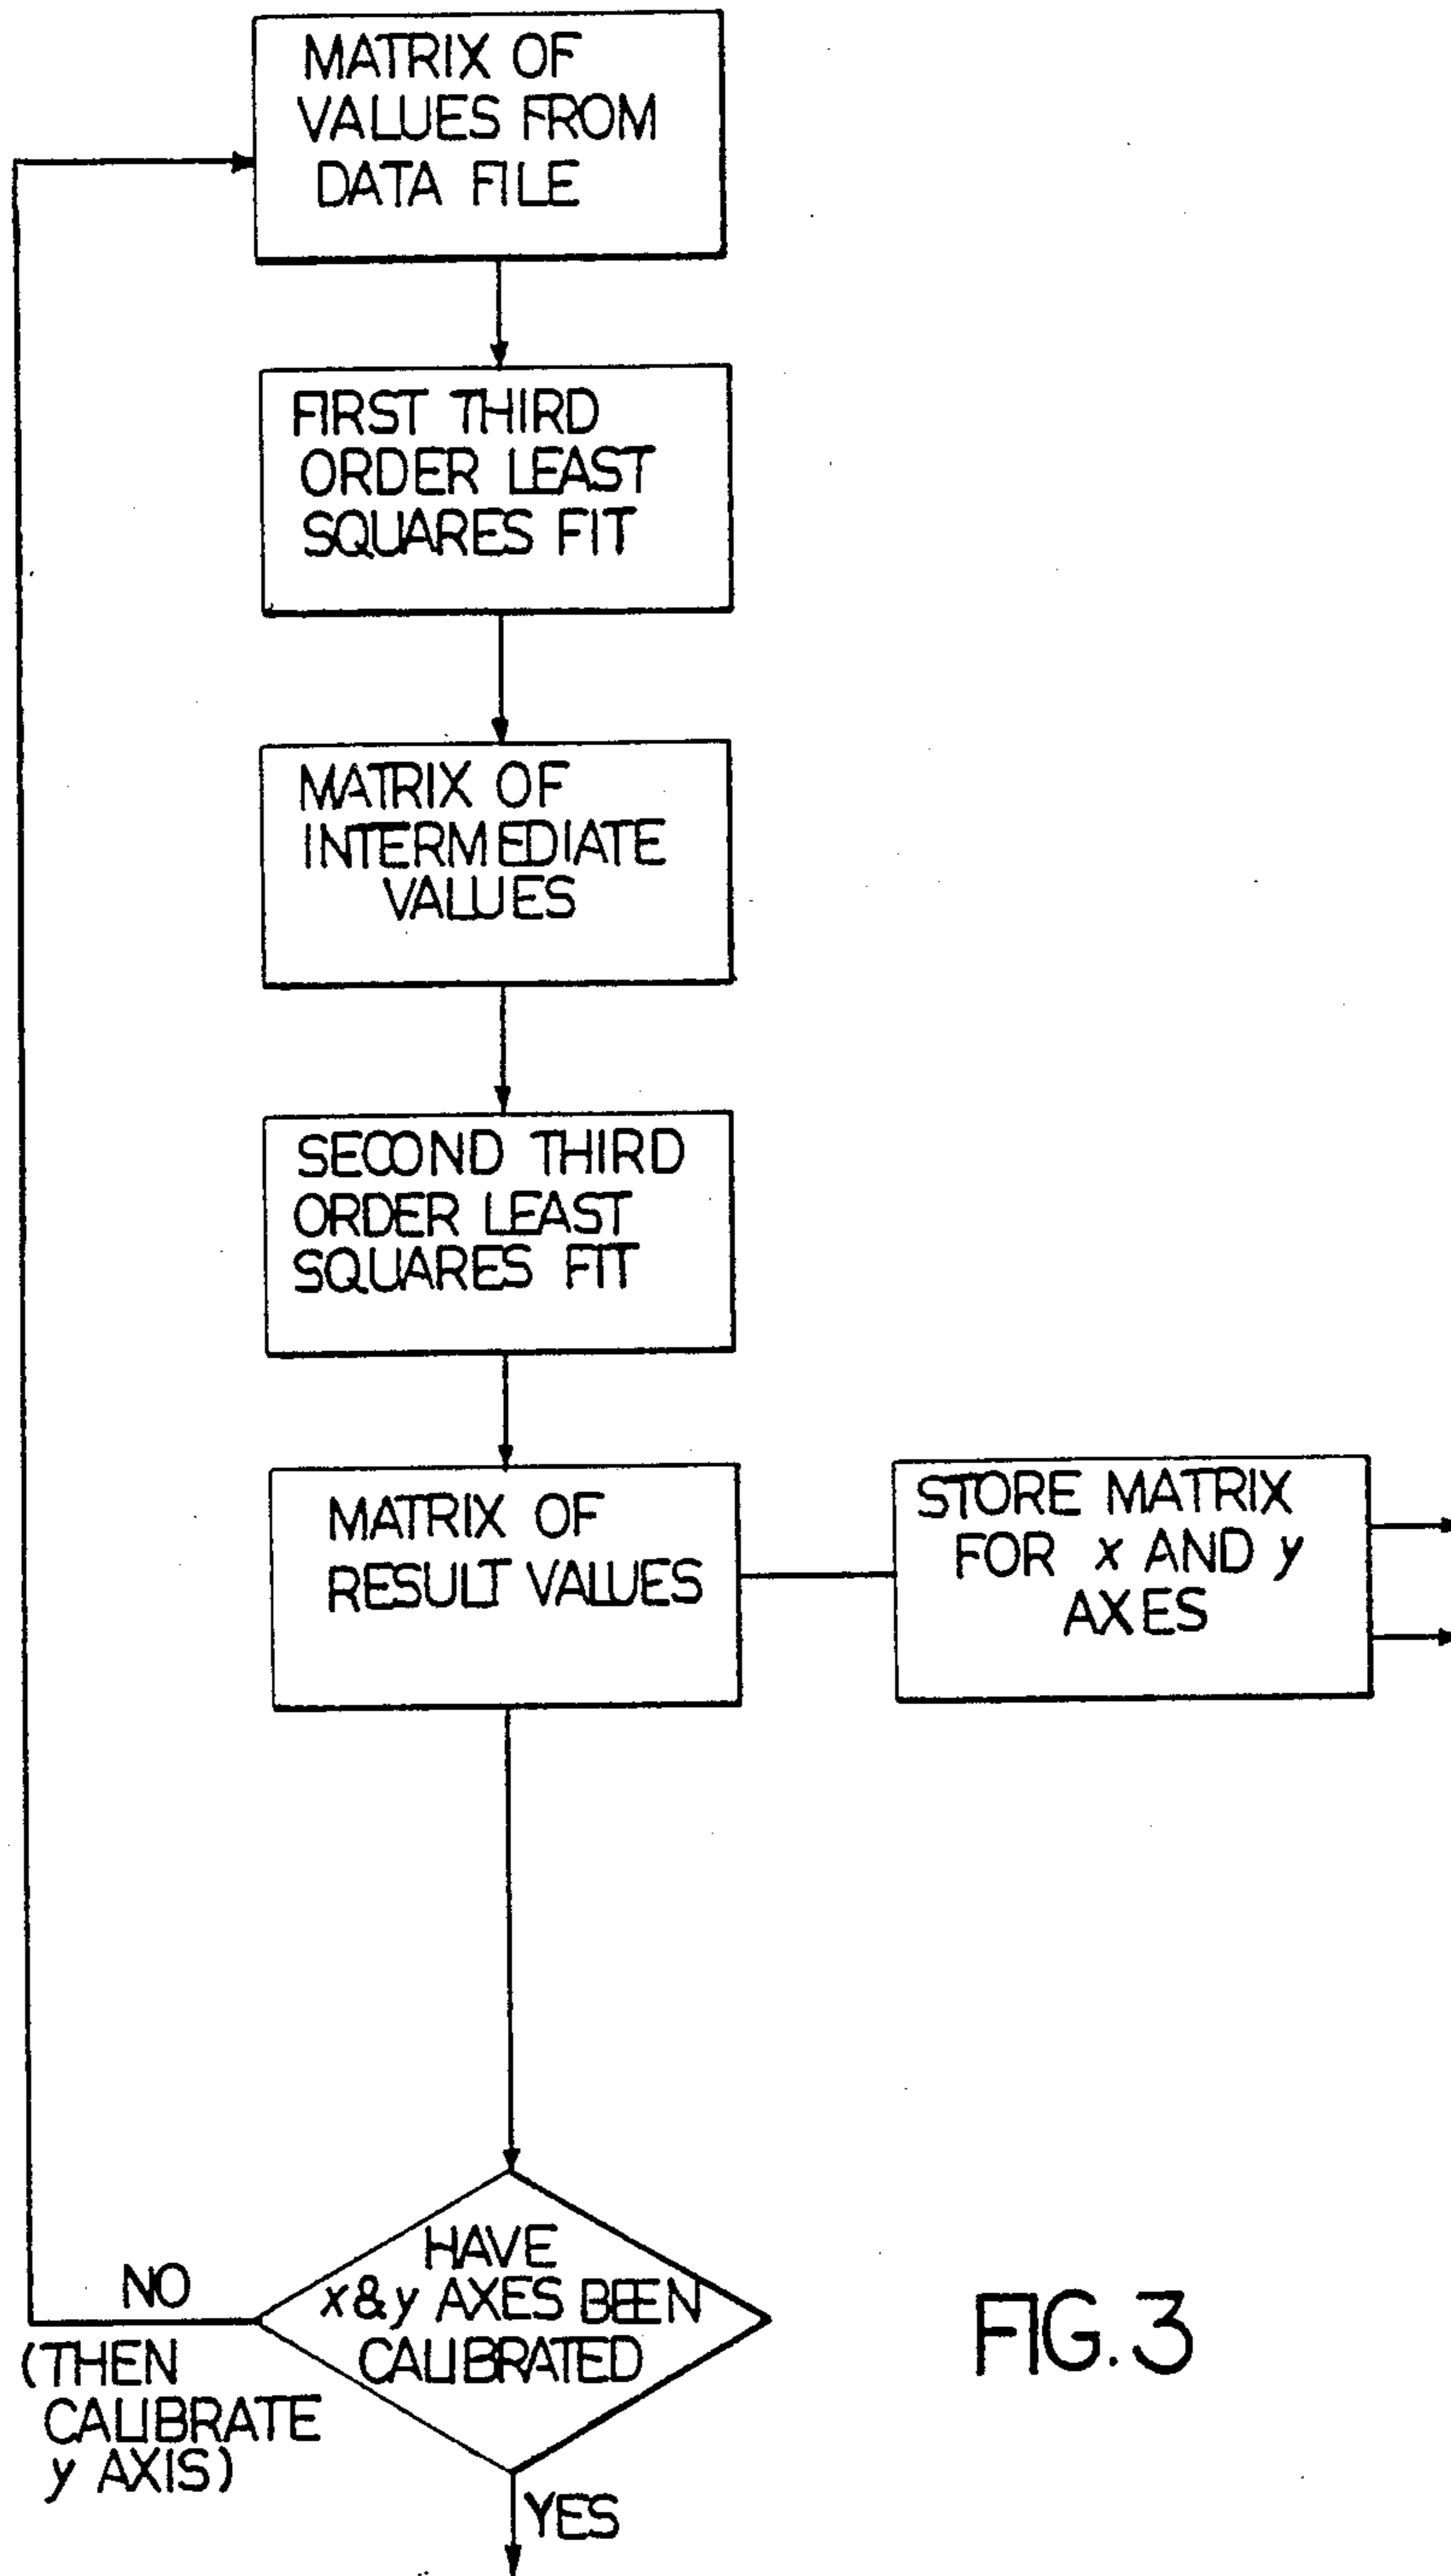 MATRIX OF
VALUES FROM
DATA FILE
FIRST THIRD
ORDER LEAST
SQUARES FIT
MATRIX OF
INTERMEDIATE
VALUES
SECOND THIRD
ORDER LEAST
SQUARES FIT
MATRIX OF
RESULT VALUES
STORE MATRIX
FOR x AND y
AXES
HAVE
x & y AXES BEEN
CALIBRATED
NO
(THEN
CALIBRATE
y AXIS)
YES
FIG. 3